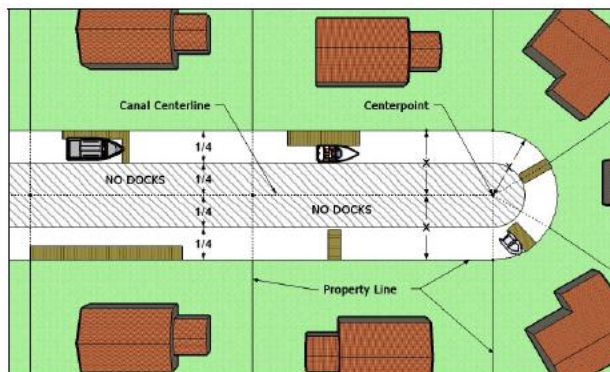 Canal Centerline
Centerpoint
1/4
X
X
NO DOCKS
1/4
1/4
NO DOCKS
1/4
X
Property Line